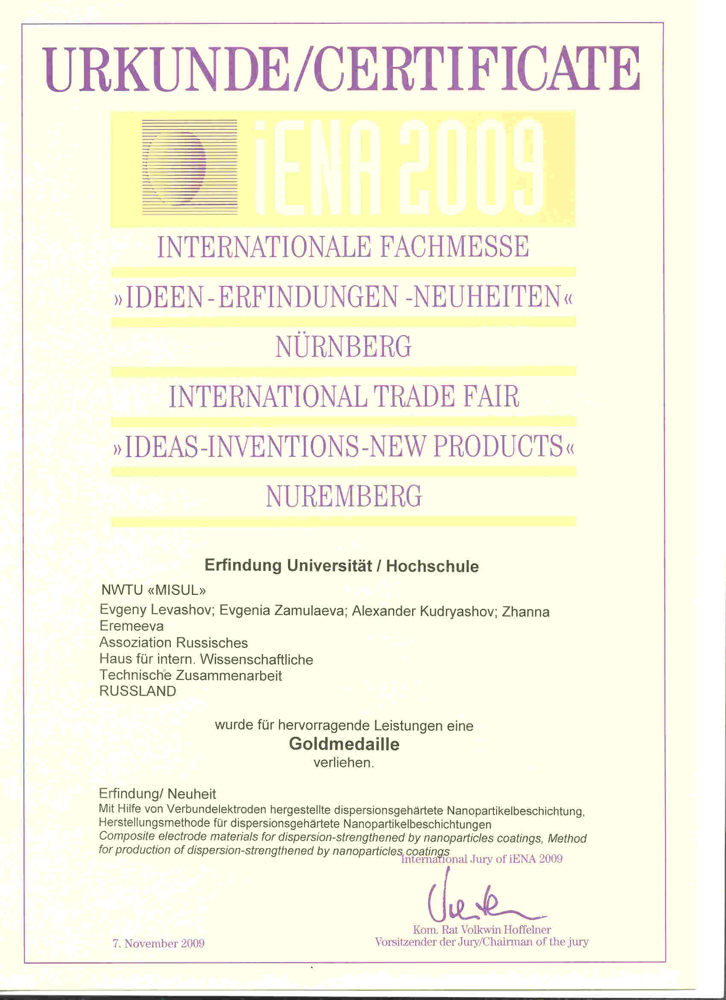 URKUNDE/CERTIFICATE
iENA 2009
INTERNATIONALE FACHMESSE
»IDEEN-ERFINDUNGEN-NEUHEITEN«
NÜRNBERG
INTERNATIONAL TRADE FAIR
»IDEAS-INVENTIONS-NEW PRODUCTS«
NUREMBERG
Erfindung Universität / Hochschule
NWTU «MISUL»
Evgeny Levashov; Evgenia Zamulaeva; Alexander Kudryashov; Zhanna
Eremeeva
Assoziation Russisches
Haus für intern. Wissenschaftliche
Technische Zusammenarbeit
RUSSLAND
wurde für hervorragende Leistungen eine
Goldmedaille
verliehen.
Erfindung/ Neuheit
Mit Hilfe von Verbundelektroden hergestellte dispersionsgehärtete Nanopartikelbeschichtung,
Herstellungsmethode für dispersionsgehärtete Nanopartikelbeschichtungen
Composite electrode materials for dispersion-strengthened by nanoparticles coatings, Method
for production of dispersion-strengthened by nanoparticles coatings
International Jury of iENA 2009
Kom. Rat Volkwin Hoffelner
Vorsitzender der Jury/Chairman of the jury
7. November 2009